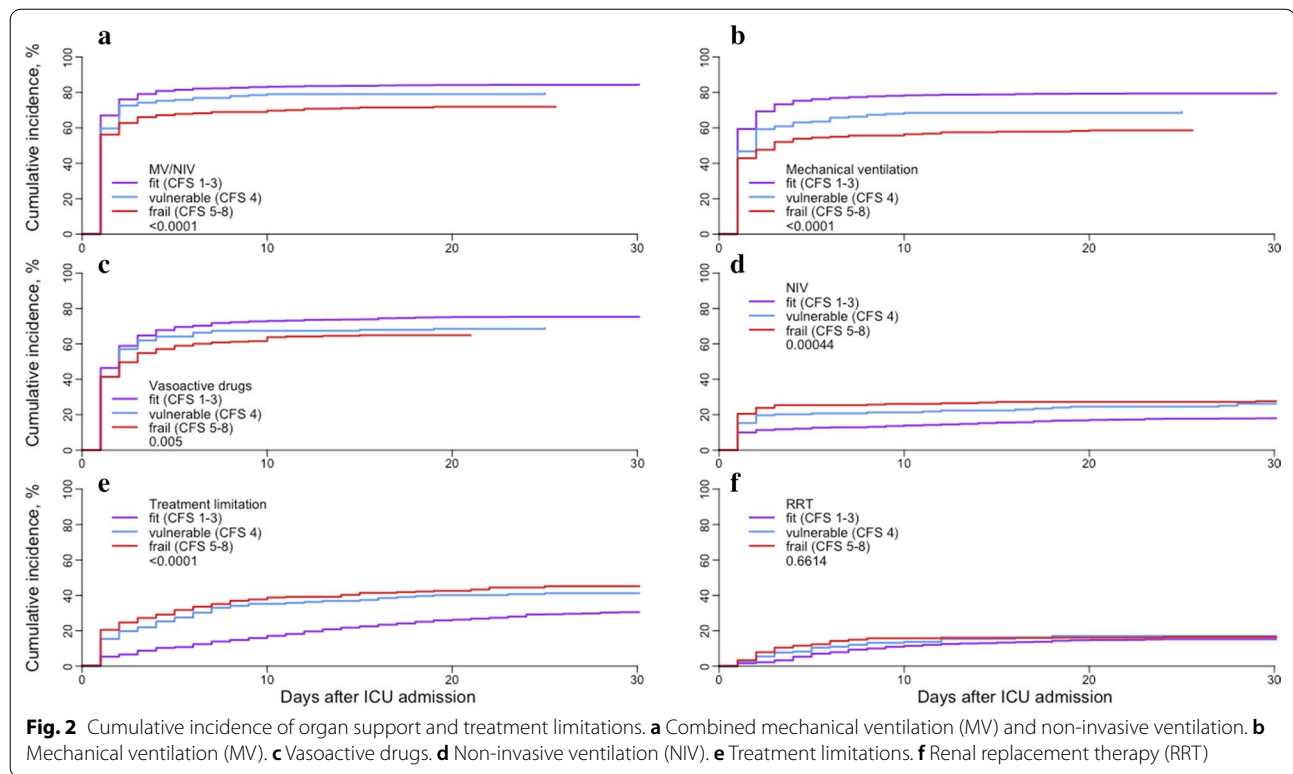 a
Cumulative incidence, %
100
80
60
40
20
0
MV/NIV
fit (CFS 1-3)
vulnerable (CFS 4)
frail (CFS 5-8)
<0.0001
0 10 20 30
b
100
80
60
40
20
0
Mechanical ventilation
fit (CFS 1-3)
vulnerable (CFS 4)
frail (CFS 5-8)
<0.0001
0 10 20 30
c
Cumulative incidence, %
100
80
60
40
20
0
Vasoactive drugs
fit (CFS 1-3)
vulnerable (CFS 4)
frail (CFS 5-8)
0.005
0 10 20 30
d
100
80
60
40
20
0
NIV
fit (CFS 1-3)
vulnerable (CFS 4)
frail (CFS 5-8)
0.00044
0 10 20 30
e
Cumulative incidence, %
100
80
60
40
20
0
Treatment limitation
fit (CFS 1-3)
vulnerable (CFS 4)
frail (CFS 5-8)
<0.0001
0 10 20 30
Days after ICU admission
f
100
80
60
40
20
0
RRT
fit (CFS 1-3)
vulnerable (CFS 4)
frail (CFS 5-8)
0.6614
0 10 20 30
Days after ICU admission
Fig. 2 Cumulative incidence of organ support and treatment limitations. a Combined mechanical ventilation (MV) and non-invasive ventilation. b
Mechanical ventilation (MV). c Vasoactive drugs. d Non-invasive ventilation (NIV). e Treatment limitations. f Renal replacement therapy (RRT)